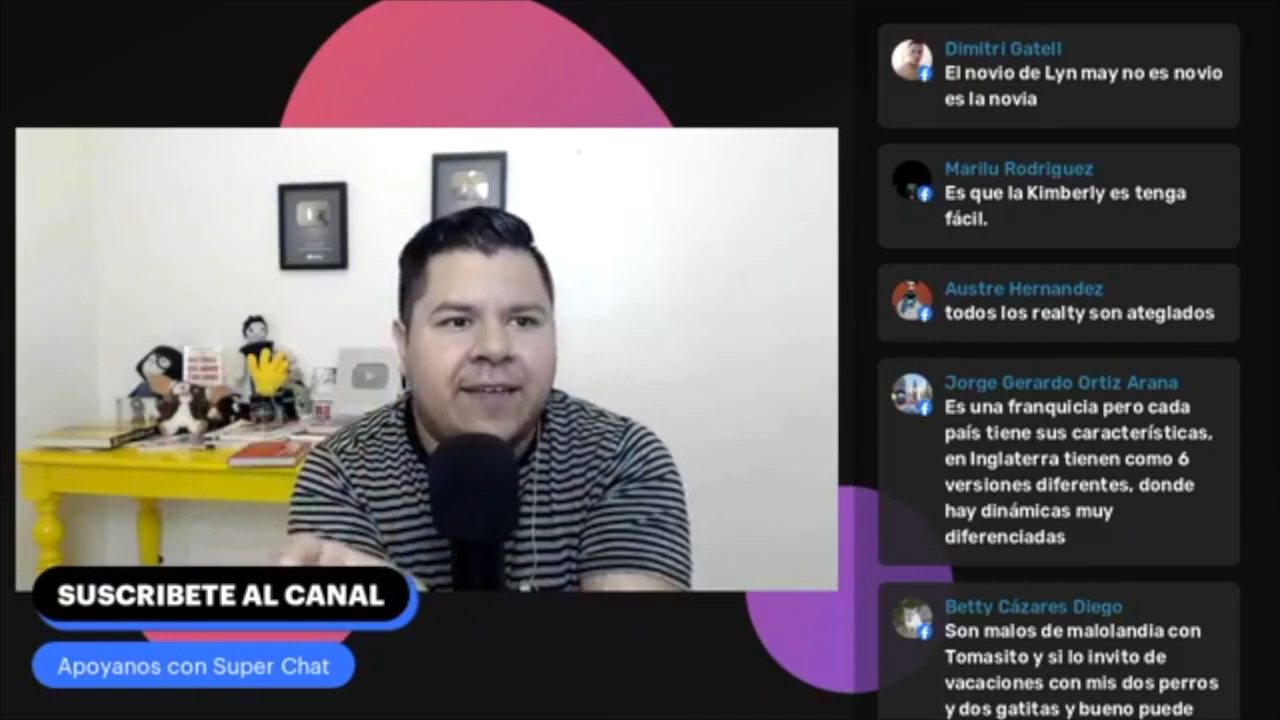 Dimitri Gatell
El novio de Lyn may no es novio
es la novia
Marilu Rodriguez
Es que la Kimberly es tenga
fácil.
Austre Hernandez
todos los realty son ateglados
Jorge Gerardo Ortiz Arana
Es una franquicia pero cada
país tiene sus características,
en Inglaterra tienen como 6
versiones diferentes, donde
hay dinámicas muy
diferenciadas
Betty Cázares Diego
Son malos de malolandia con
Tomasito y si lo invito de
vacaciones con mis dos perros
y dos gatitas y bueno puede
SUSCRIBETE AL CANAL
Apoyanos con Super Chat